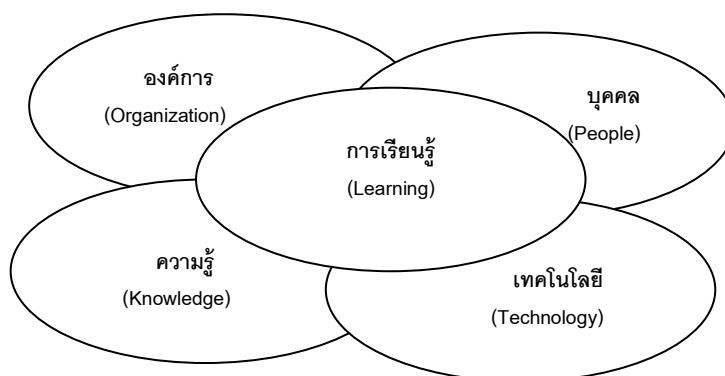 องค์การ
(Organization)
บุคคล
(People)
การเรียนรู้
(Learning)
ความรู้
(Knowledge)
เทคโนโลยี
(Technology)